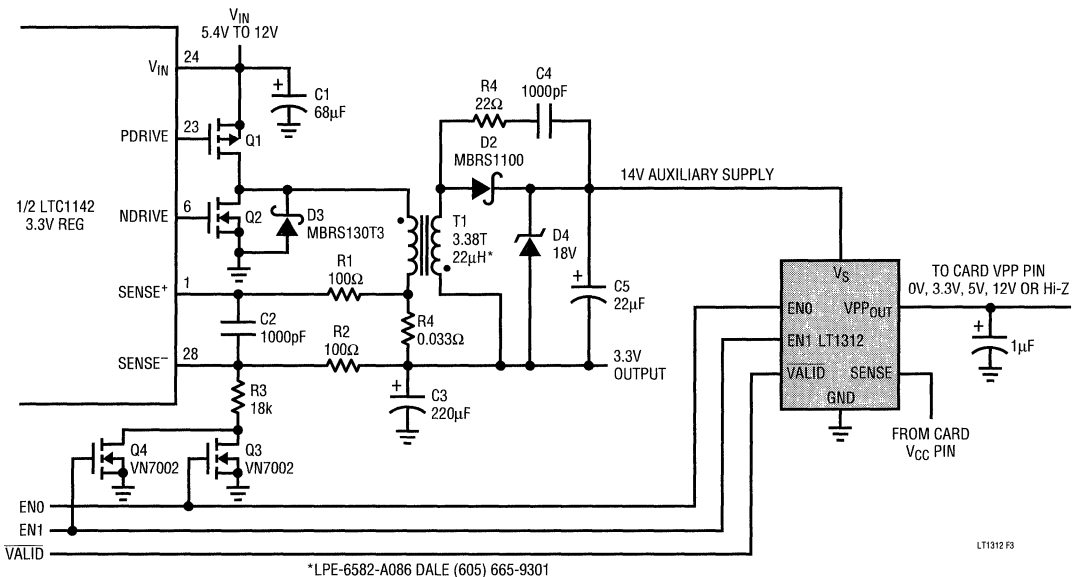 VIN
5.4V TO 12V
VIN
24
+
C1
68µF
PDRIVE
23
Q1
1/2 LTC1142
3.3V REG
NDRIVE
6
Q2
D3
MBRS130T3
R4
22Ω
C4
1000pF
D2
MBRS1100
14V AUXILIARY SUPPLY
T1
3.38T
22µH*
D4
18V
+
C5
22µF
SENSE+
1
R1
100Ω
C2
1000pF
R4
0.033Ω
R2
100Ω
SENSE–
28
3.3V
OUTPUT
+
C3
220µF
R3
18k
Q4
VN7002
Q3
VN7002
VS
EN0
VPPOUT
EN1 LT1312
VALID
SENSE
GND
TO CARD VPP PIN
0V, 3.3V, 5V, 12V OR Hi-Z
+
1µF
FROM CARD
VCC PIN
EN0
EN1
VALID
LT1312 F3
*LPE-6582-A086 DALE (605) 665-9301